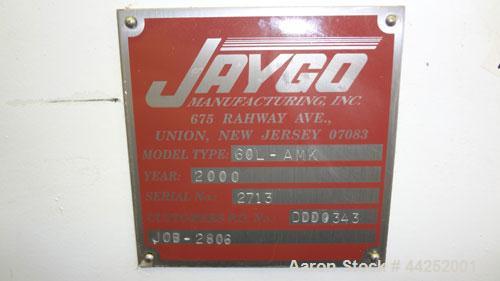 JAYGO
MANUFACTURING, INC.
675 RAHWAY AVE.,
UNION, NEW JERSEY 07083
MODEL TYPE: 60L-AMK
YEAR: 2000
SERIAL No.: 2713
CUSTOMERS P.O. No.: DDD0343
JOB-2806
Aaron Stock # 44252001